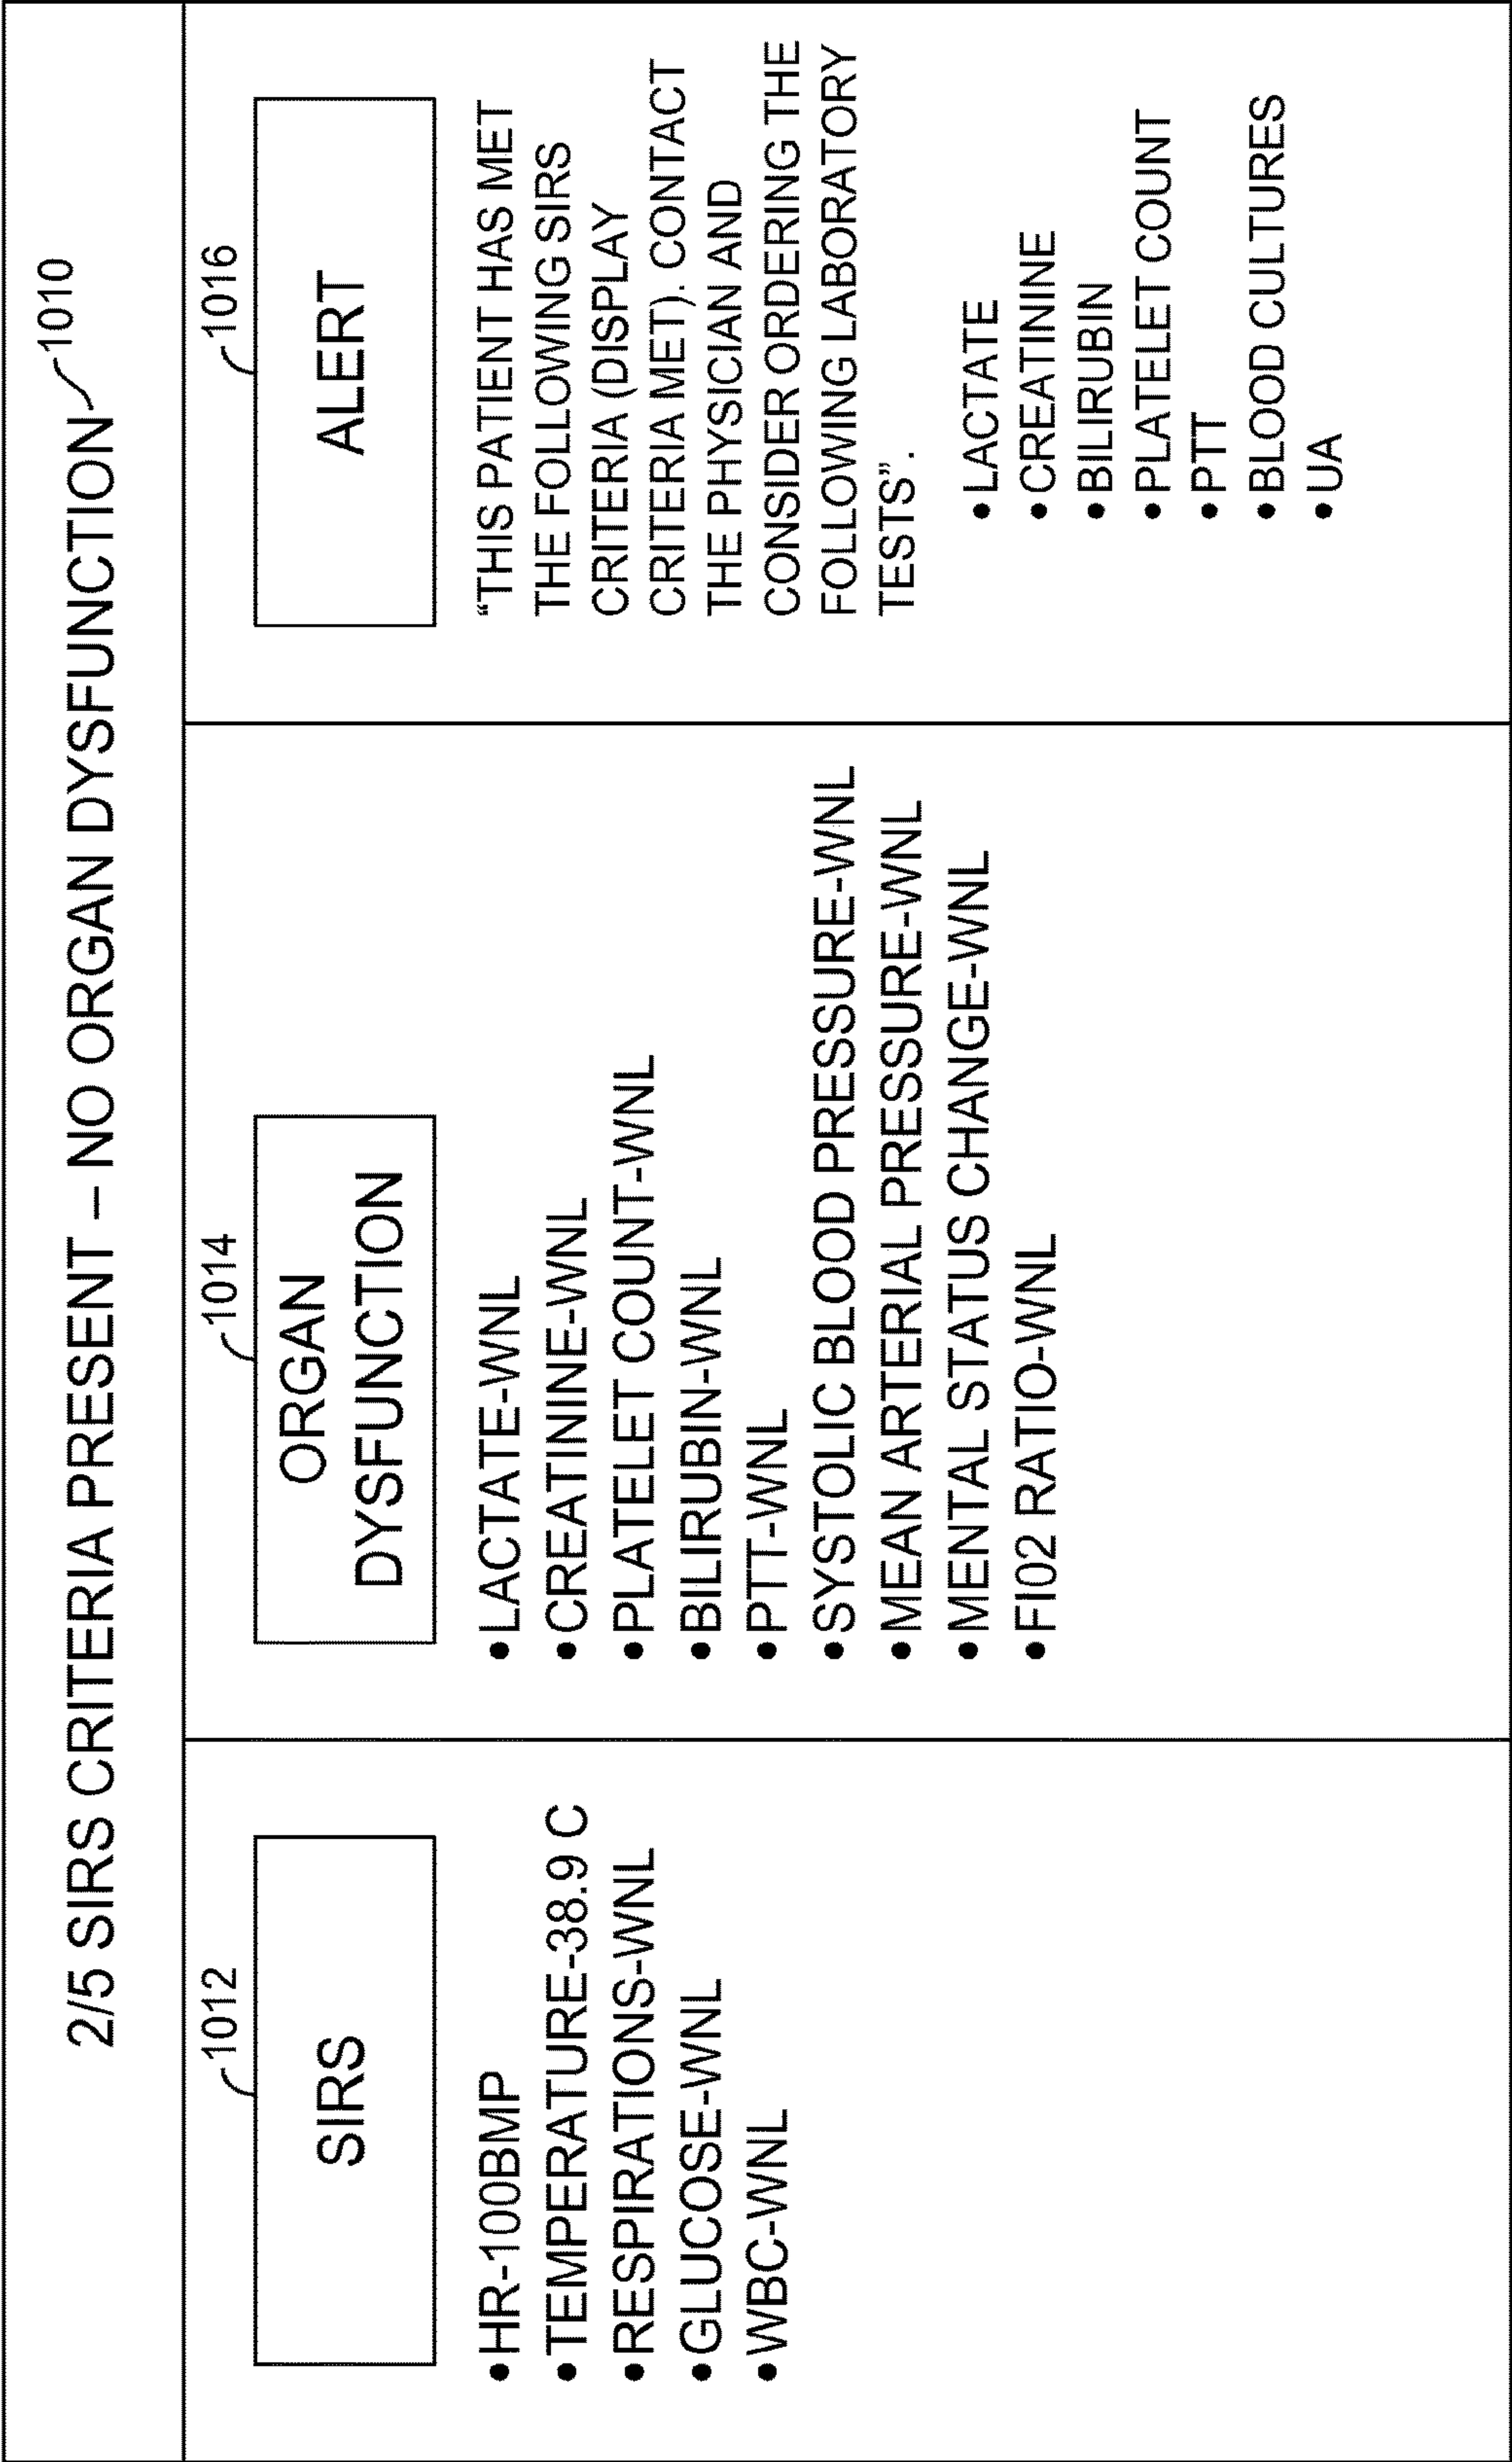 2/5 SIRS CRITERIA PRESENT – NO ORGAN DYSFUNCTION
1010
1012
SIRS
•HR-100BMP
•TEMPERATURE-38.9 C
•RESPIRATIONS-WNL
•GLUCOSE-WNL
•WBC-WNL
1014
ORGAN
DYSFUNCTION
•LACTATE-WNL
•CREATININE-WNL
•PLATELET COUNT-WNL
•BILIRUBIN-WNL
•PTT-WNL
•SYSTOLIC BLOOD PRESSURE-WNL
•MEAN ARTERIAL PRESSURE-WNL
•MENTAL STATUS CHANGE-WNL
•FI02 RATIO-WNL
1016
ALERT
“THIS PATIENT HAS MET
THE FOLLOWING SIRS
CRITERIA (DISPLAY
CRITERIA MET). CONTACT
THE PHYSICIAN AND
CONSIDER ORDERING THE
FOLLOWING LABORATORY
TESTS”.
•LACTATE
•CREATININE
•BILIRUBIN
•PLATELET COUNT
•PTT
•BLOOD CULTURES
•UA